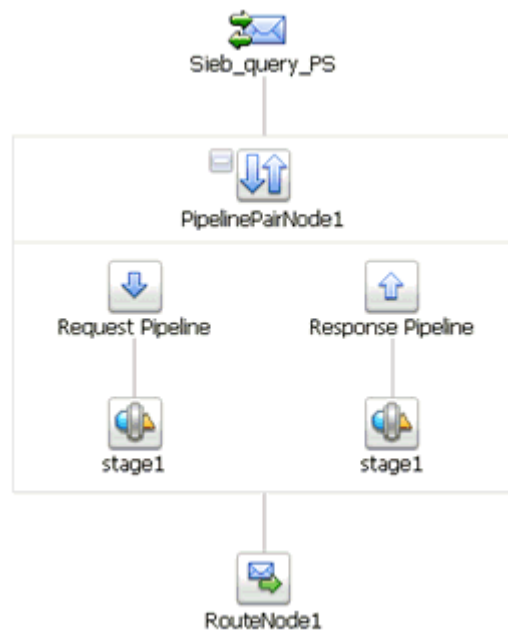 Sieb_query_PS
PipelinePairNode1
Request Pipeline
Response Pipeline
stage1
stage1
RouteNode1